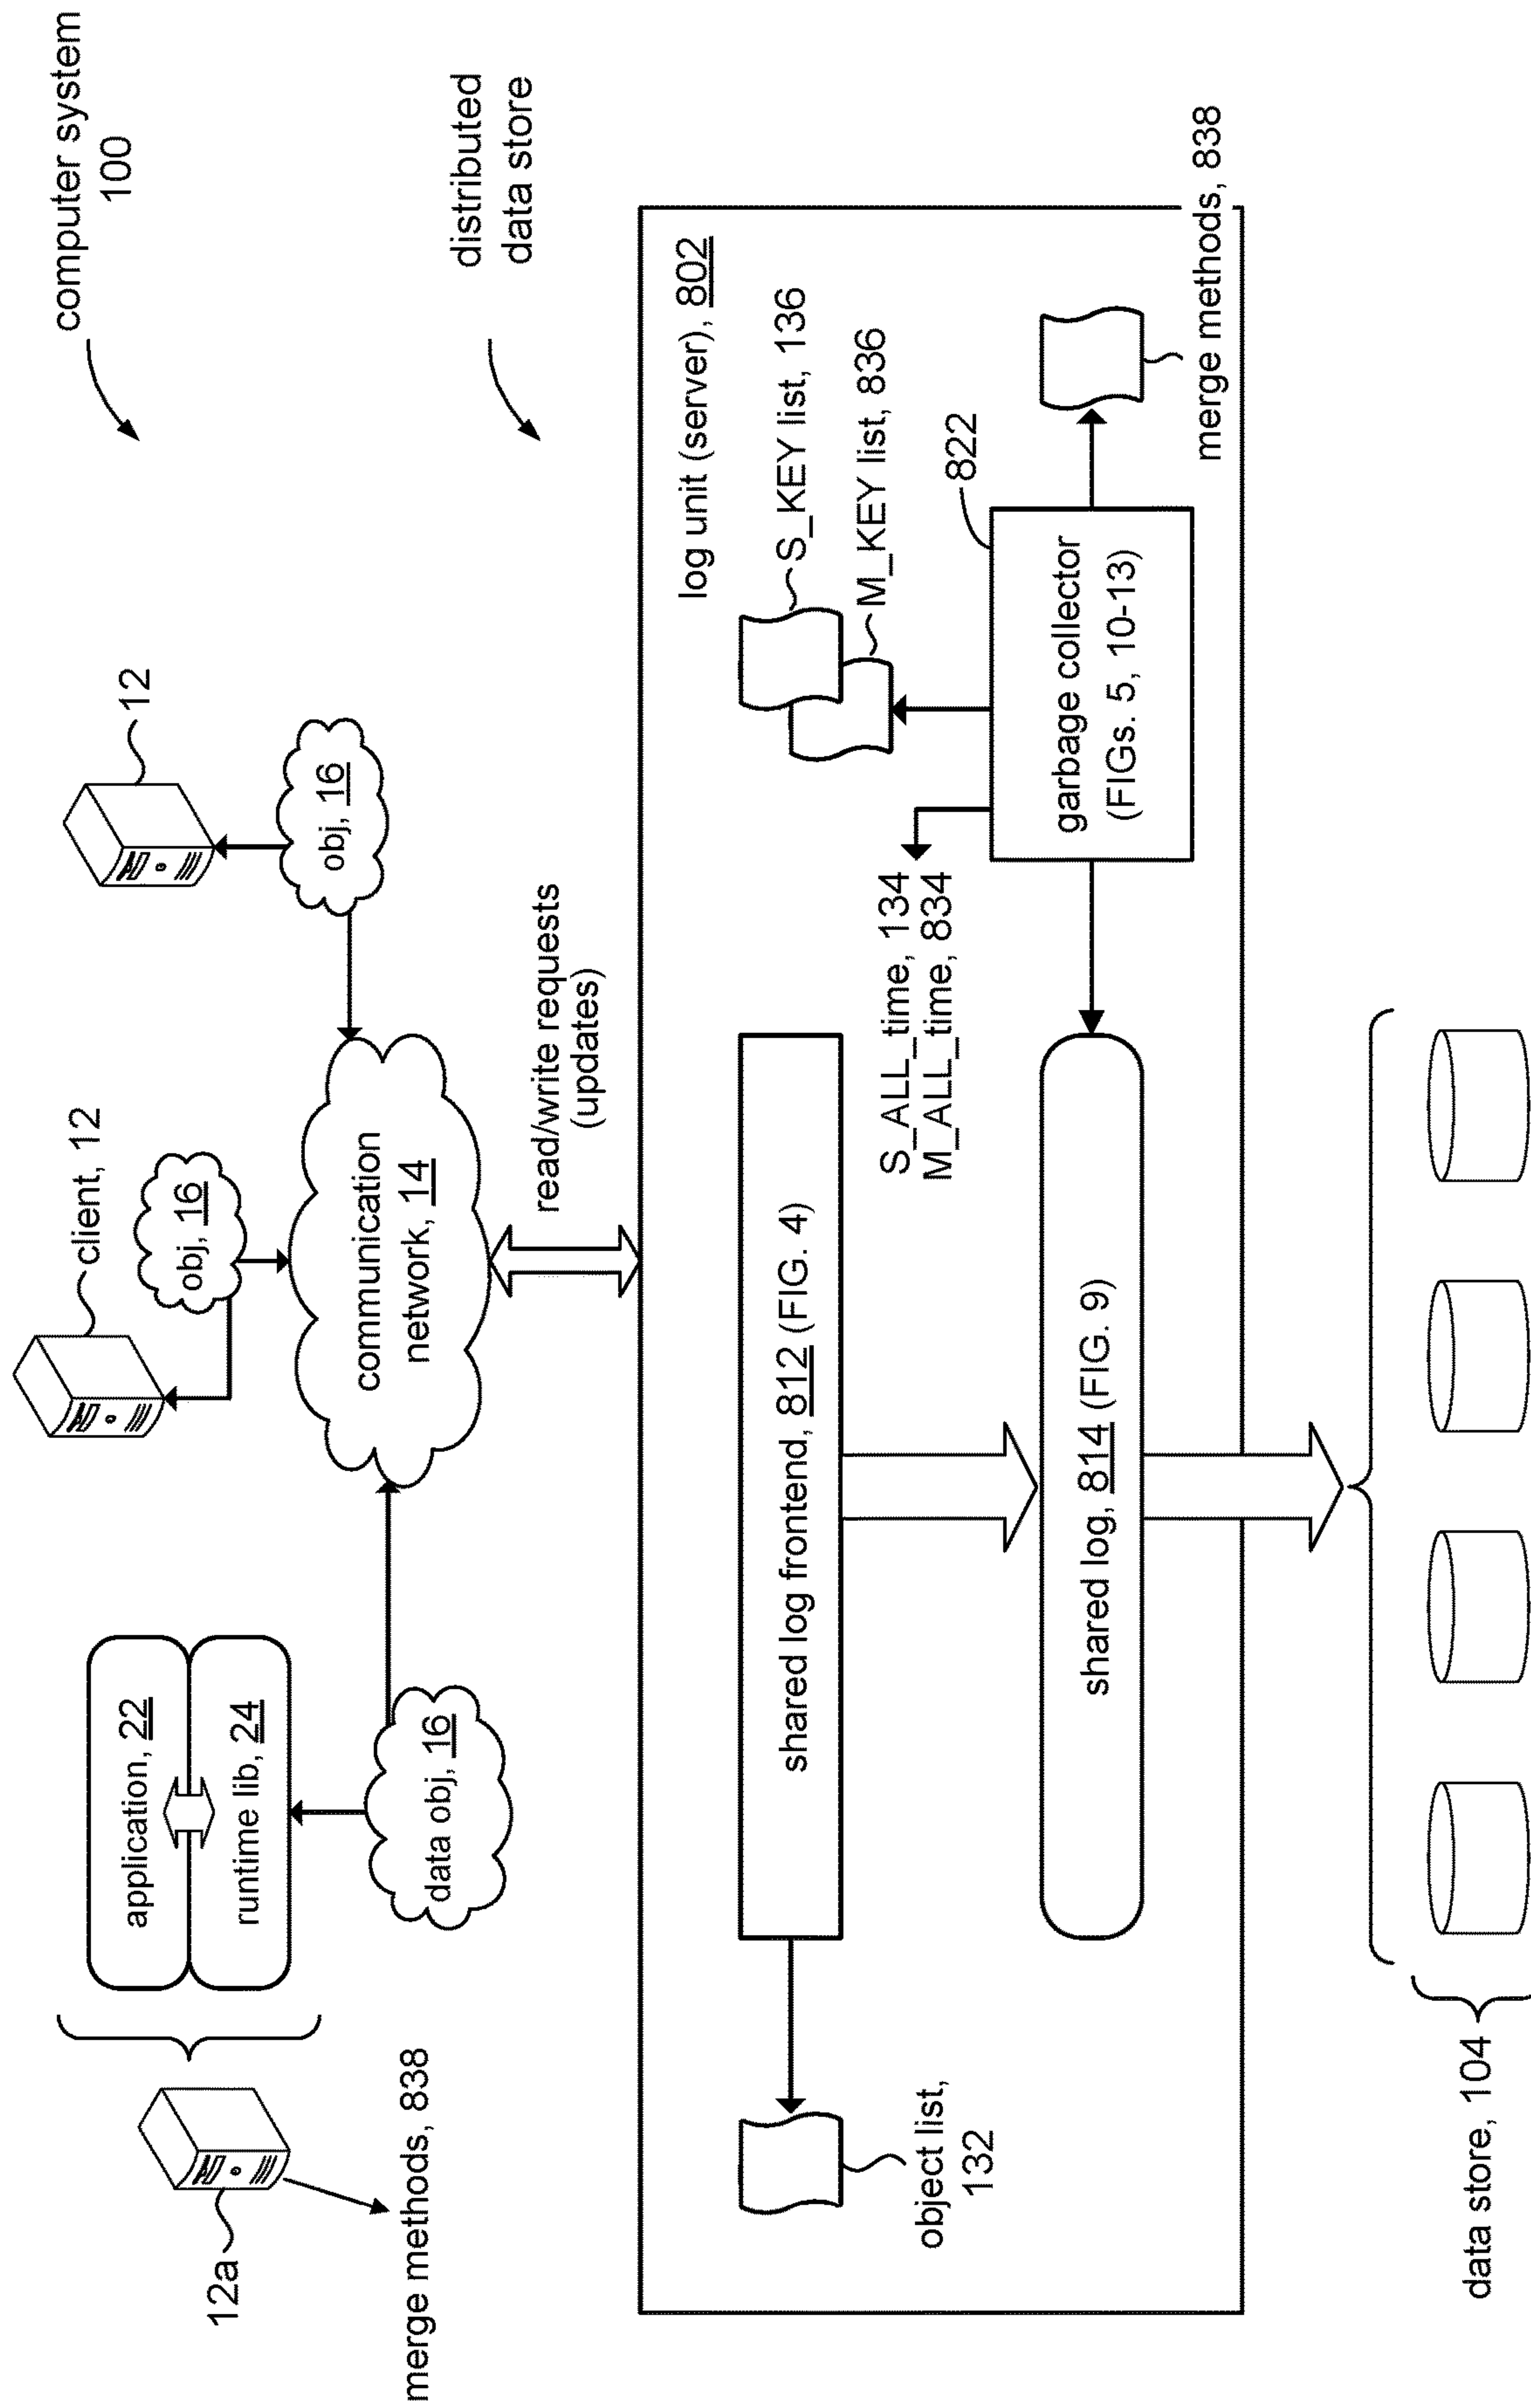 computer system
100
distributed
data store
12
client, 12
obj, 16
obj, 16
application, 22
runtime lib, 24
12a
merge methods, 838
data obj, 16
communication
network, 14
read/write requests
(updates)
log unit (server), 802
S_KEY list, 136
M_KEY list, 836
shared log frontend, 812 (FIG. 4)
object list,
132
S_ALL_time, 134
M_ALL_time, 834
822
garbage collector
(FIGs. 5, 10-13)
merge methods, 838
shared log, 814 (FIG. 9)
data store, 104